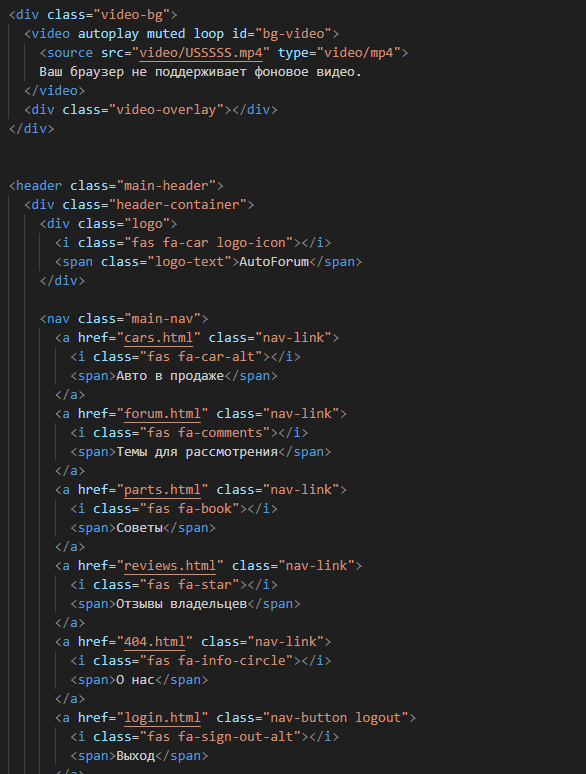 <div class="video-bg">
<video autoplay muted loop id="bg-video">
<source src="video/USSSSS.mp4" type="video/mp4">
Ваш браузер не поддерживает фоновое видео.
</video>
<div class="video-overlay"></div>
</div>
<header class="main-header">
<div class="header-container">
<div class="logo">
<i class="fas fa-car logo-icon"></i>
<span class="logo-text">AutoForum</span>
</div>
<nav class="main-nav">
<a href="cars.html" class="nav-link">
<i class="fas fa-car-alt"></i>
<span>Авто в продаже</span>
</a>
<a href="forum.html" class="nav-link">
<i class="fas fa-comments"></i>
<span>Темы для рассмотрения</span>
</a>
<a href="parts.html" class="nav-link">
<i class="fas fa-book"></i>
<span>Советы</span>
</a>
<a href="reviews.html" class="nav-link">
<i class="fas fa-star"></i>
<span>Отзывы владельцев</span>
</a>
<a href="404.html" class="nav-link">
<i class="fas fa-info-circle"></i>
<span>О нас</span>
</a>
<a href="login.html" class="nav-button logout">
<i class="fas fa-sign-out-alt"></i>
<span>Выход</span>
</a>